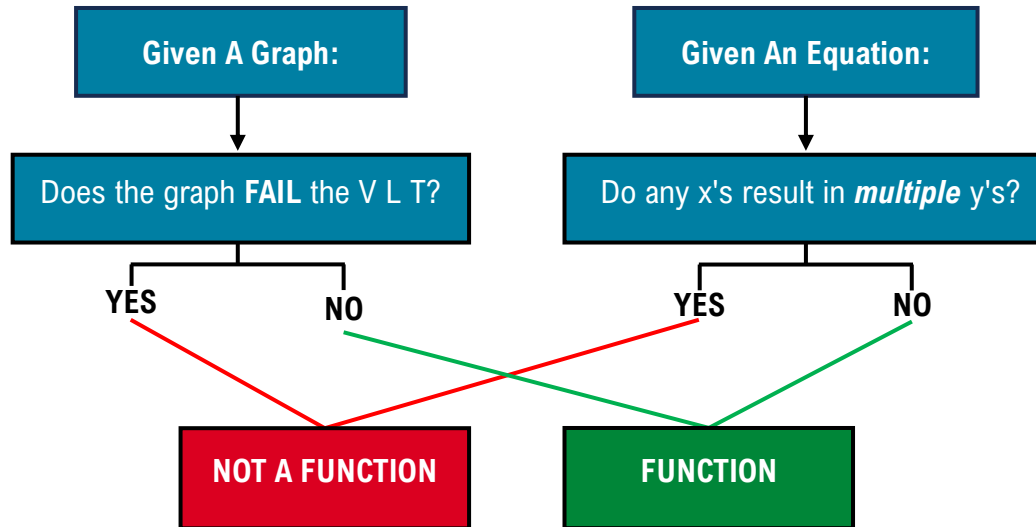 Given A Graph:
Given An Equation:
Does the graph FAIL the V L T?
Do any x's result in multiple y's?
YES
NO
YES
NO
NOT A FUNCTION
FUNCTION